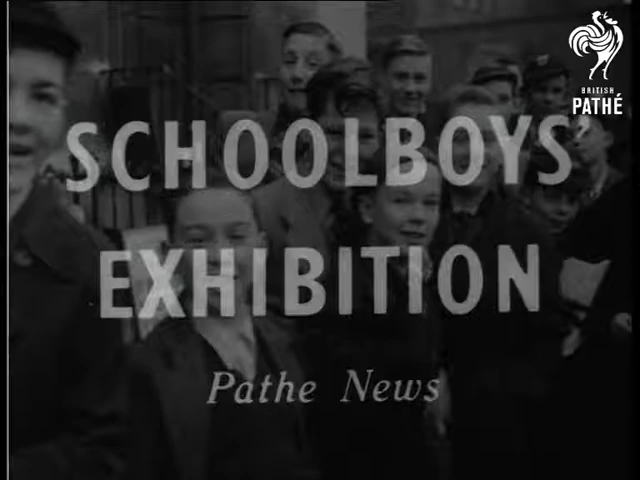 BRITISH
PATHÉ
SCHOOLBOYS'
EXHIBITION
Pathe News